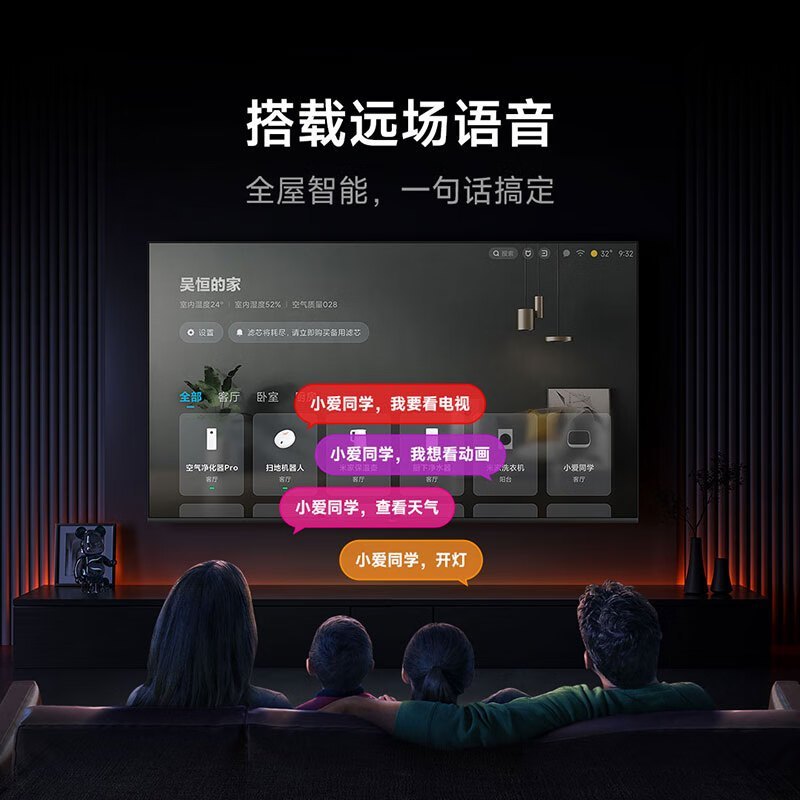 搭载远场语音
全屋智能，一句话搞定
搜索
32°
9:32
吴恒的家
室内温度24° | 室内湿度52% | 空气质量028
设置
滤芯将耗尽，请立即购买备用滤芯
全部 客厅 卧室
小爱同学，我要看电视
小爱同学，我想看动画
空气净化器Pro
客厅
扫地机器人
客厅
米家保温壶
客厅
厨下净水器
客厅
米家洗衣机
阳台
小爱同学
客厅
小爱同学，查看天气
小爱同学，开灯